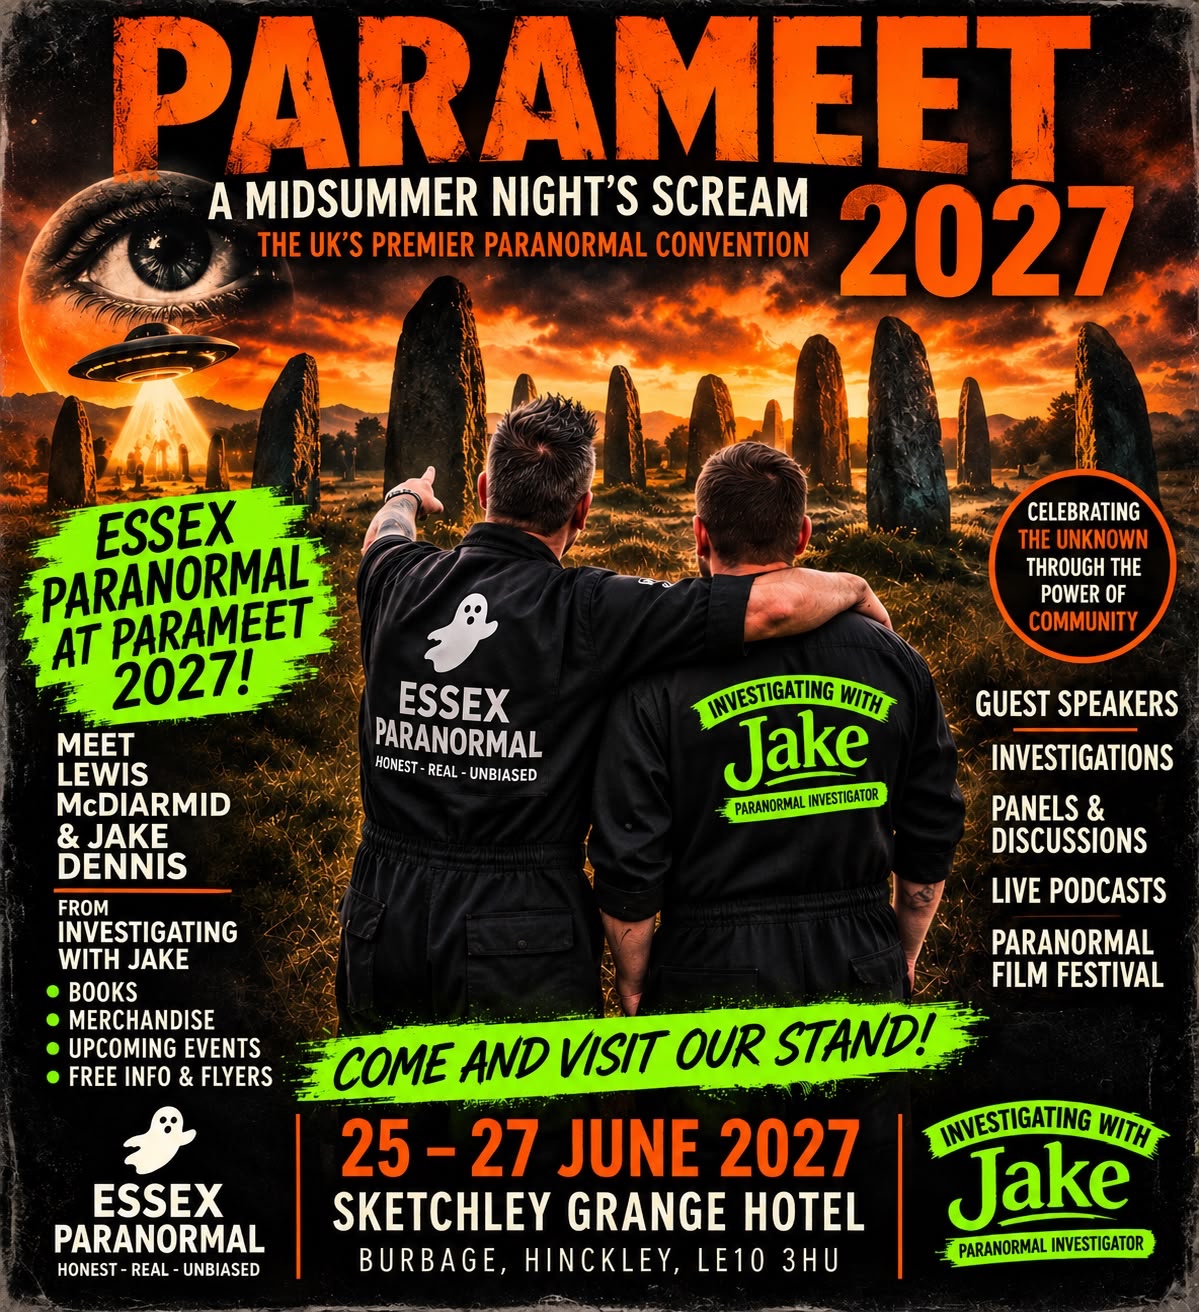 PARAMEET
2027
A MIDSUMMER NIGHT'S SCREAM
THE UK'S PREMIER PARANORMAL CONVENTION
ESSEX
PARANORMAL
AT PARAMEET
2027!
MEET
LEWIS
McDIARMID
& JAKE
DENNIS
FROM
INVESTIGATING
WITH JAKE
BOOKS
MERCHANDISE
UPCOMING EVENTS
FREE INFO & FLYERS
ESSEX
PARANORMAL
HONEST - REAL - UNBIASED
INVESTIGATING WITH
Jake
PARANORMAL INVESTIGATOR
CELEBRATING
THE UNKNOWN
THROUGH THE
POWER OF
COMMUNITY
GUEST SPEAKERS
INVESTIGATIONS
PANELS &
DISCUSSIONS
LIVE PODCASTS
PARANORMAL
FILM FESTIVAL
COME AND VISIT OUR STAND!
ESSEX
PARANORMAL
HONEST - REAL - UNBIASED
25 – 27 JUNE 2027
SKETCHLEY GRANGE HOTEL
BURBAGE, HINCKLEY, LE10 3HU
INVESTIGATING WITH
Jake
PARANORMAL INVESTIGATOR